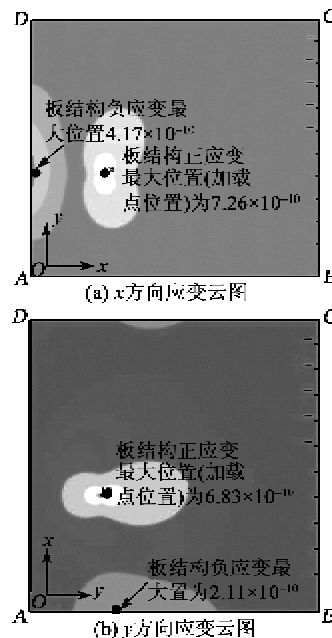 D C
板结构负应变最
大位置4.17×10⁻¹⁰
板结构正应变
最大位置(加载
点位置)为7.26×10⁻¹⁰
y
O x
A B
(a) x方向应变云图
D C
板结构正应变
最大位置(加载
点位置)为6.83×10⁻¹⁰
x
板结构负应变最
O y
大置为2.11×10⁻¹⁰
A B
(b) y方向应变云图